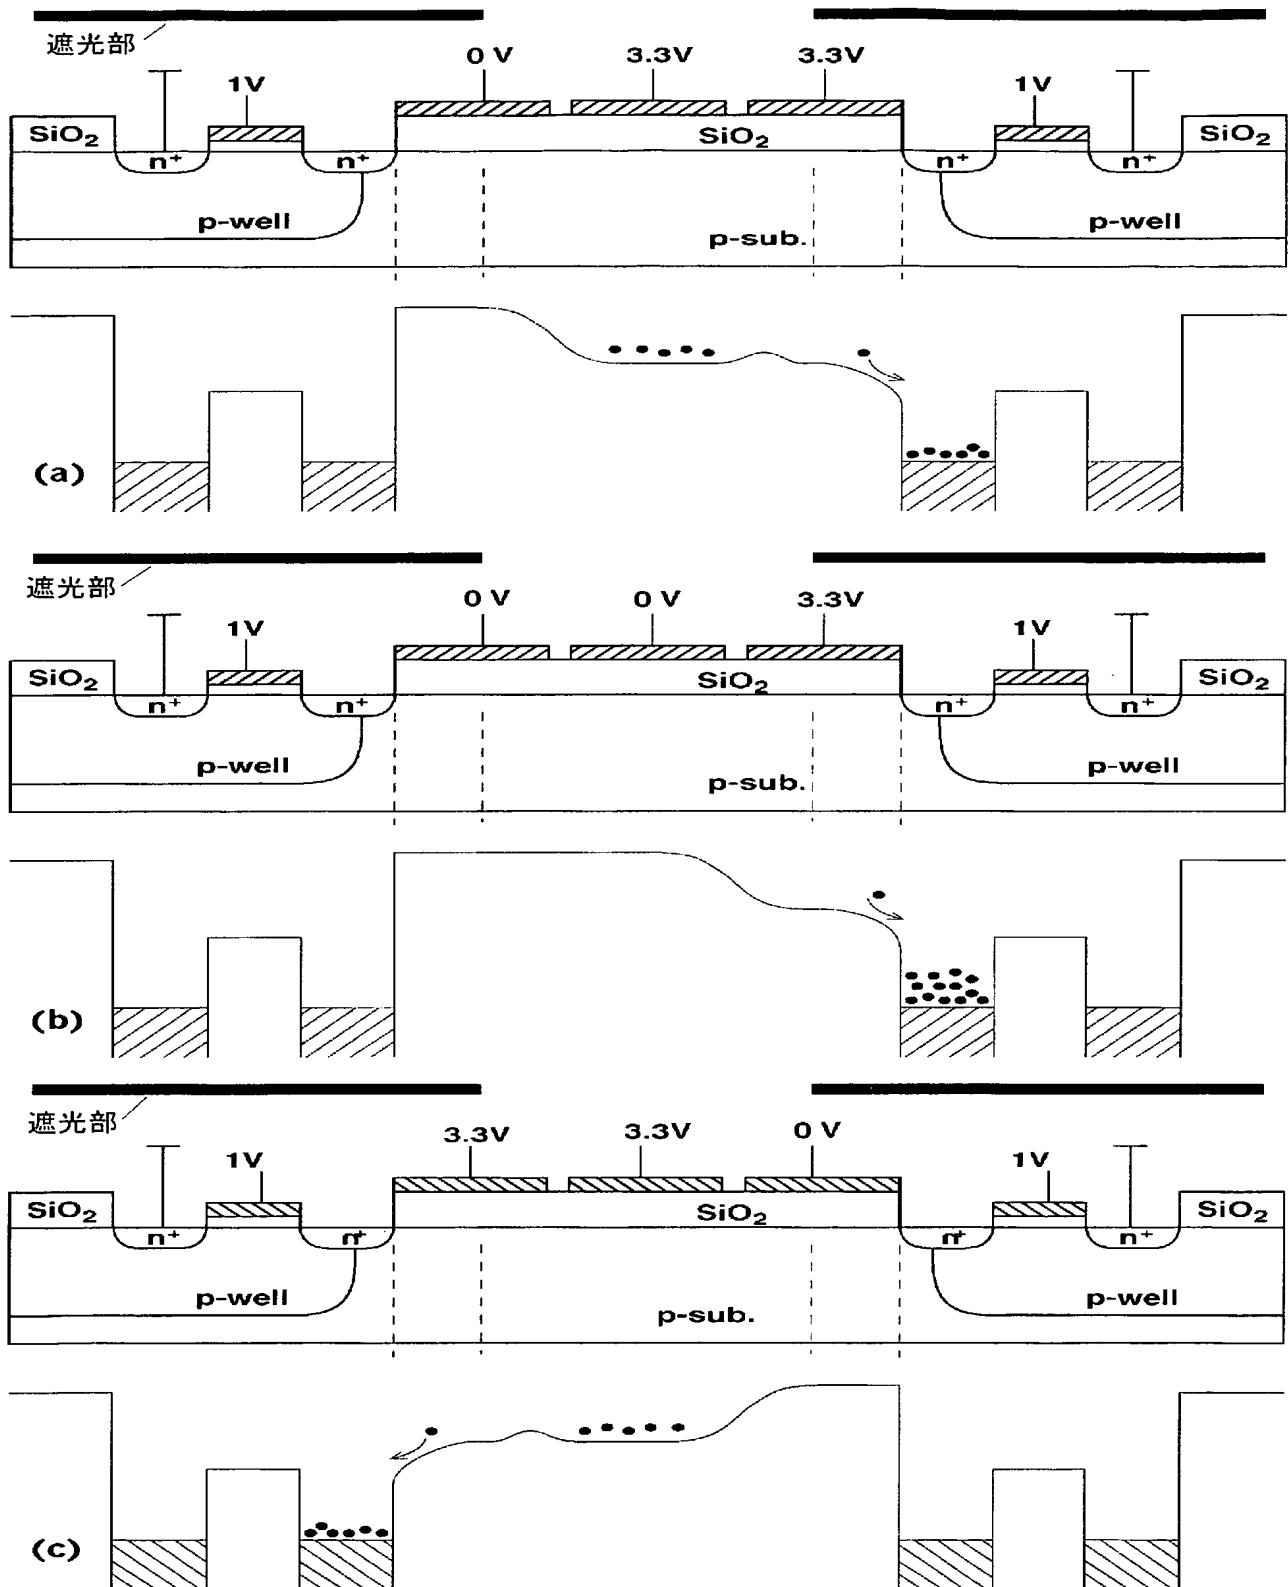 遮光部
0 V 3.3V 3.3V
1V 1V
SiO2 SiO2 SiO2
n+ n+ n+ n+
p-well p-sub. p-well
(a)
遮光部
0 V 0 V 3.3V
1V 1V
SiO2 SiO2 SiO2
n+ n+ n+ n+
p-well p-sub. p-well
(b)
遮光部
3.3V 3.3V 0 V
1V 1V
SiO2 SiO2 SiO2
n+ n+ n+ n+
p-well p-sub. p-well
(c)